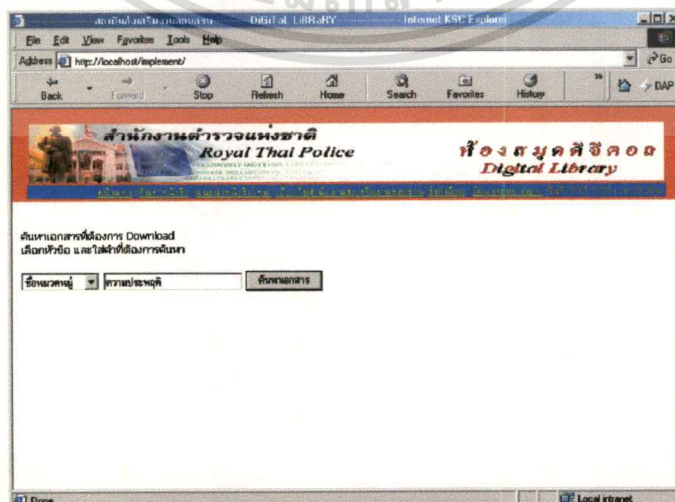 DiGiTaL LiBRaRY ---------- Internet KSC Explorer
File Edit View Favorites Tools Help
Address http://localhost/implement/ Go
Back Forward Stop Refresh Home Search Favorites History » DAP
สำนักงานตำรวจแห่งชาติ
Royal Thai Police
ห้องสมุดดิจิตอล
Digital Library
ค้นหาเอกสารที่ต้องการ Download
เลือกหัวข้อ และใส่คำที่ต้องการค้นหา
ชื่อหมวดหมู่ ความประพฤติ ค้นหาเอกสาร
Done Local intranet